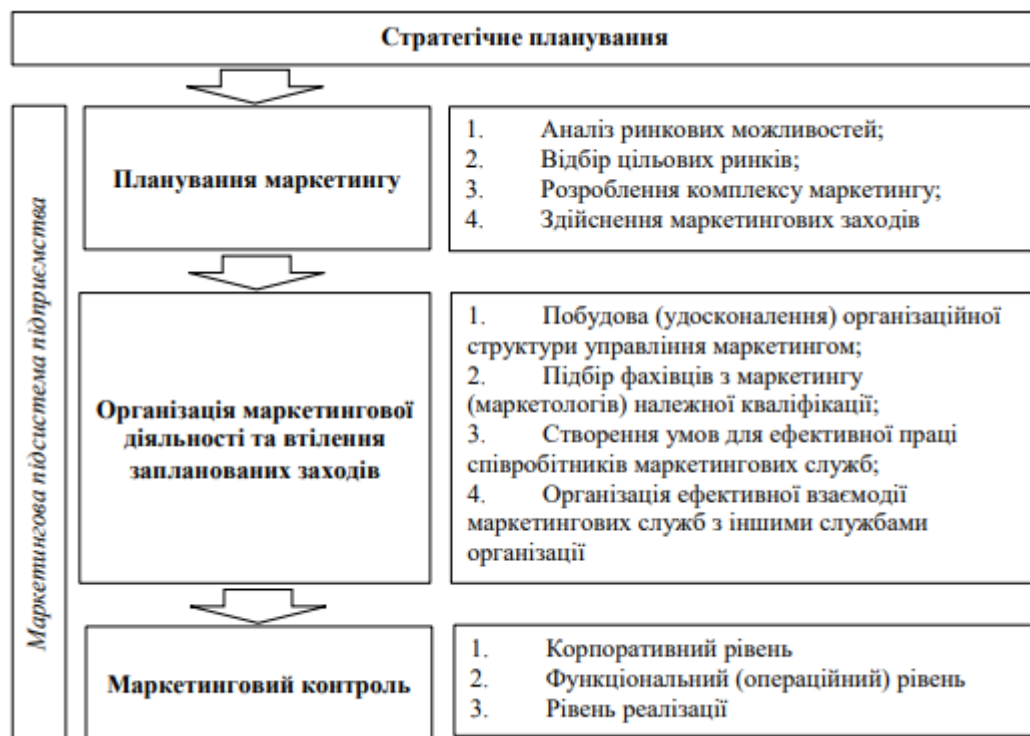 Стратегічне планування
Маркетингова підсистема підприємства
Планування маркетингу
1. Аналіз ринкових можливостей;
2. Відбір цільових ринків;
3. Розроблення комплексу маркетингу;
4. Здійснення маркетингових заходів
Організація маркетингової
діяльності та втілення
запланованих заходів
1. Побудова (удосконалення) організаційної
структури управління маркетингом;
2. Підбір фахівців з маркетингу
(маркетологів) належної кваліфікації;
3. Створення умов для ефективної праці
співробітників маркетингових служб;
4. Організація ефективної взаємодії
маркетингових служб з іншими службами
організації
Маркетинговий контроль
1. Корпоративний рівень
2. Функціональний (операційний) рівень
3. Рівень реалізації